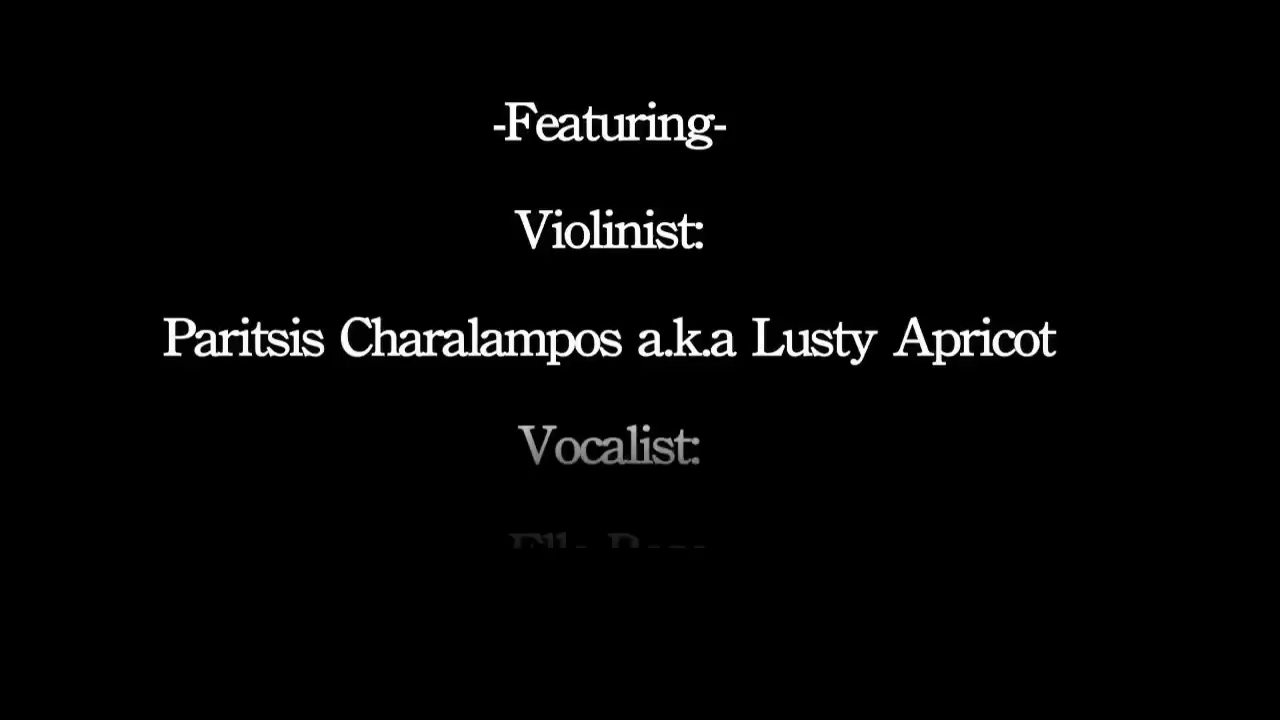 -Featuring-
Violinist:
Paritsis Charalampos a.k.a Lusty Apricot
Vocalist: